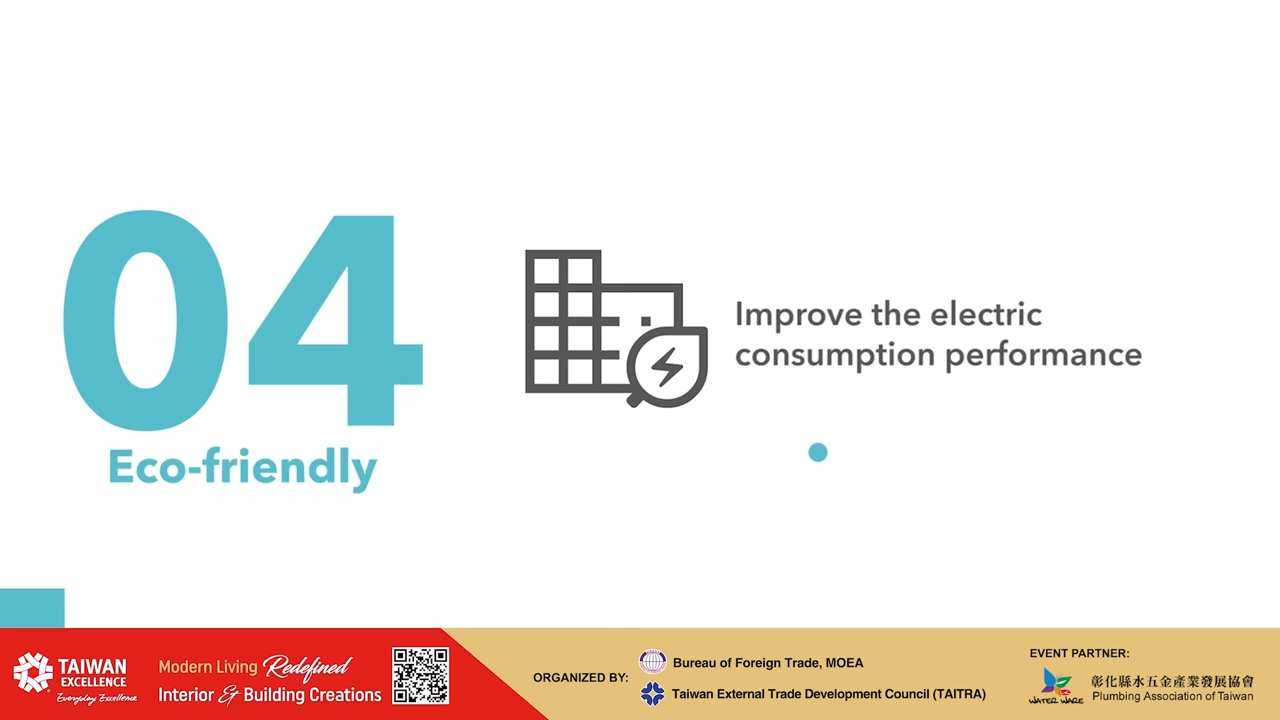 04
Eco-friendly
Improve the electric
consumption performance
TAIWAN
EXCELLENCE
Everyday Excellence
Modern Living Redefined
Interior & Building Creations
ORGANIZED BY:
Bureau of Foreign Trade, MOEA
Taiwan External Trade Development Council (TAITRA)
EVENT PARTNER:
WATER WARE
彰化縣水五金產業發展協會
Plumbing Association of Taiwan